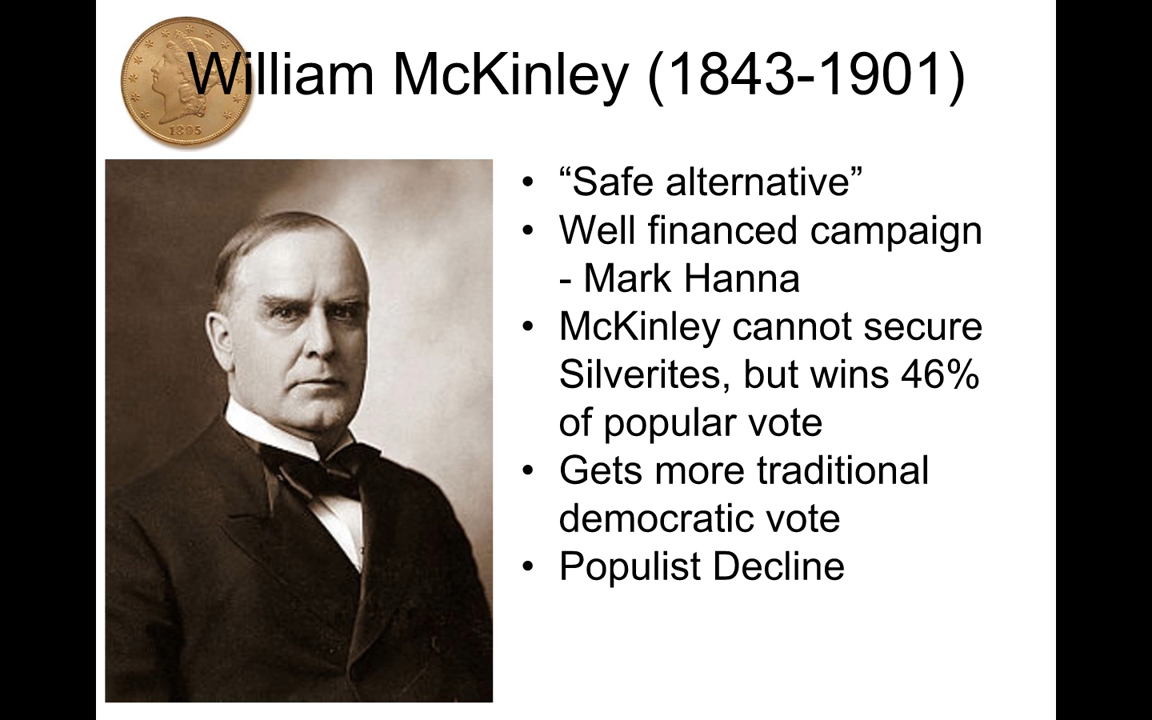 William McKinley (1843-1901)
1895
• “Safe alternative”
• Well financed campaign
- Mark Hanna
• McKinley cannot secure
Silverites, but wins 46%
of popular vote
• Gets more traditional
democratic vote
• Populist Decline